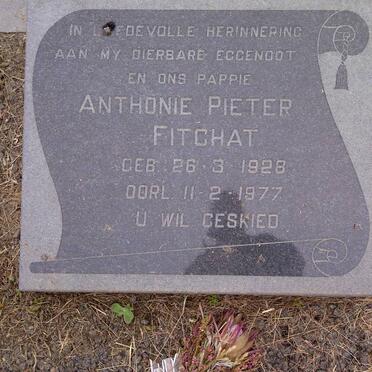 IN LIEFDEVOLLE HERINNERING
AAN MY DIERBARE EGGENOOT
EN ONS PAPPIE
ANTHONIE PIETER
FITCHAT
GEB. 26-3-1928
OORL. 11-2-1977
U WIL GESKIED